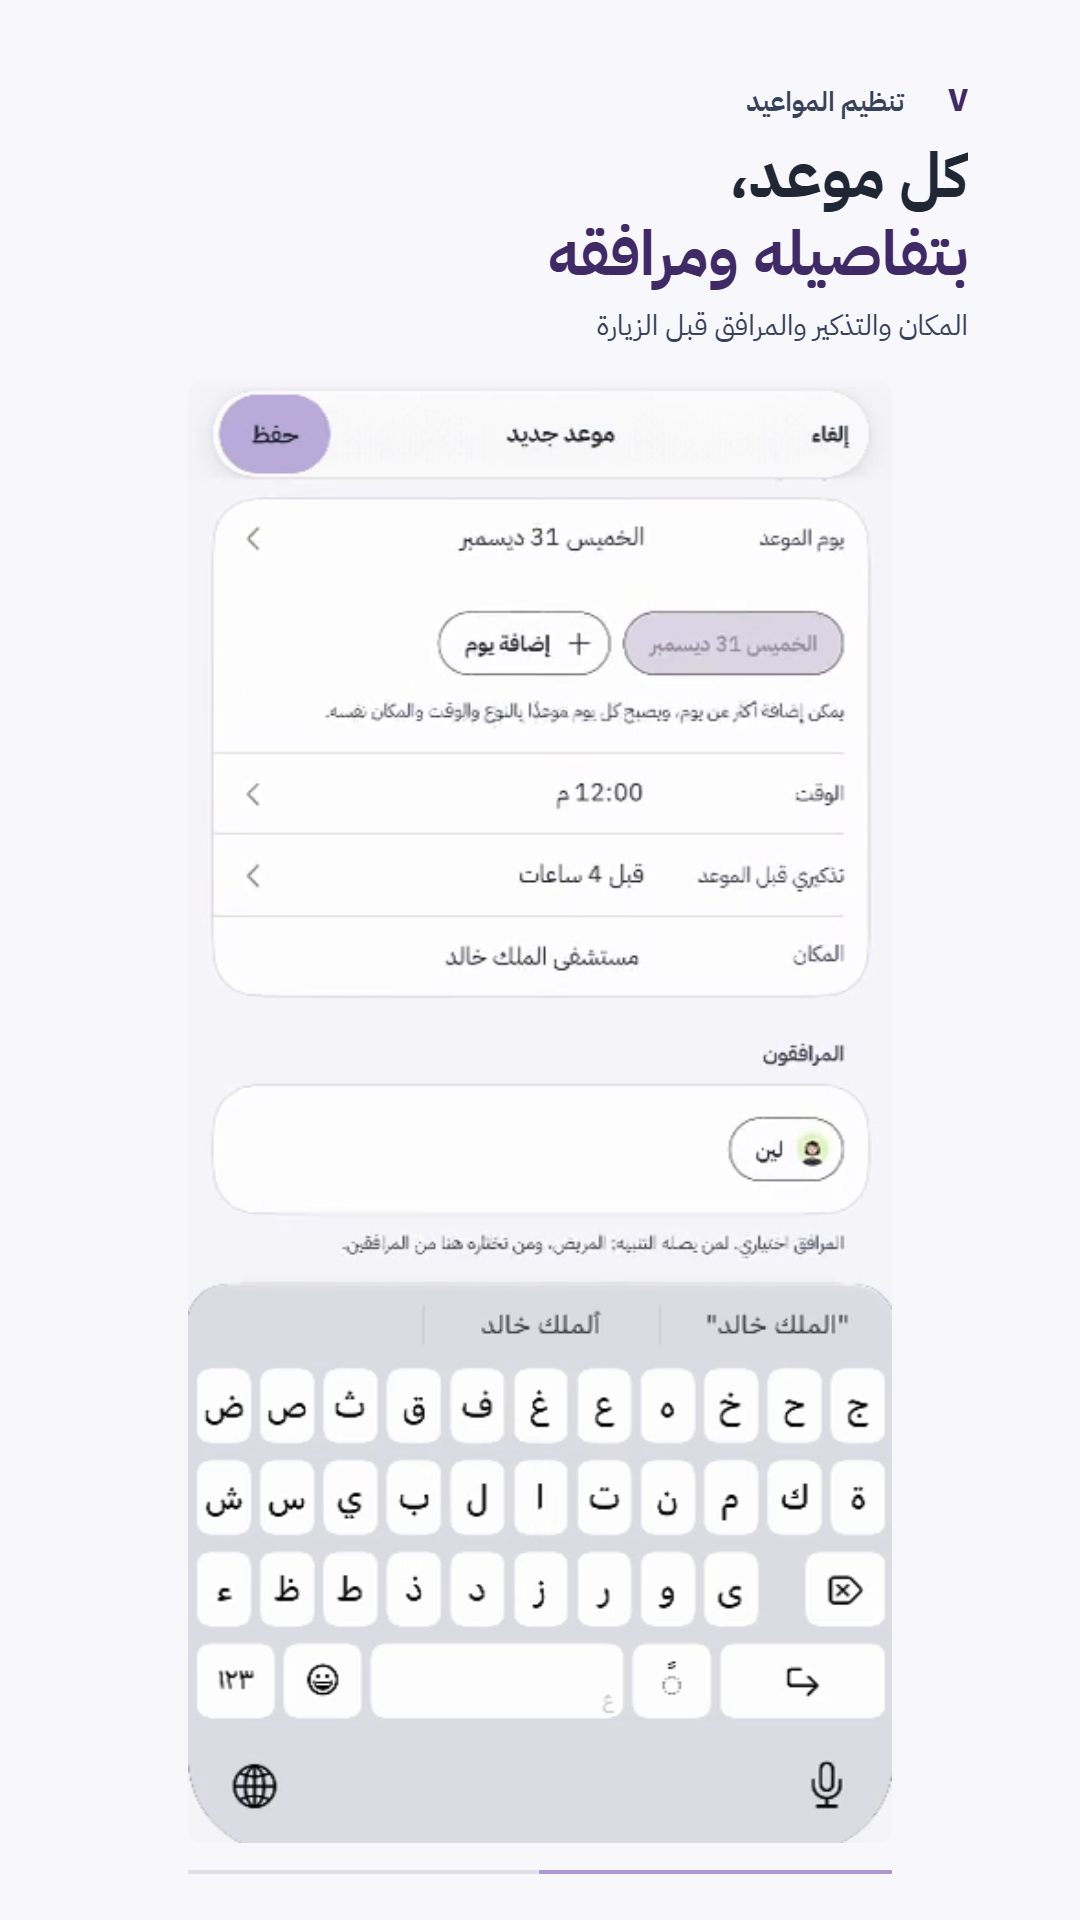 ٧ تنظيم المواعيد
كل موعد،
بتفاصيله ومرافقه
المكان والتذكير والمرافق قبل الزيارة
إلغاء موعد جديد حفظ
يوم الموعد الخميس 31 ديسمبر
الخميس 31 ديسمبر + إضافة يوم
يمكن إضافة أكثر من يوم، ويصبح كل يوم موعدًا بالنوع والوقت والمكان نفسه.
الوقت 12:00 م
تذكيري قبل الموعد قبل 4 ساعات
المكان مستشفى الملك خالد
المرافقون
لين
المرافق اختياري. لمن يصله التنبيه: المريض، ومن تختاره هنا من المرافقين.
"الملك خالد" ألملك خالد
ج ح خ ه ع غ ف ق ث ص ض
ة ك م ن ت ا ل ب ي س ش
ى و ر ز د ذ ط ظ ء
ع ١٢٣